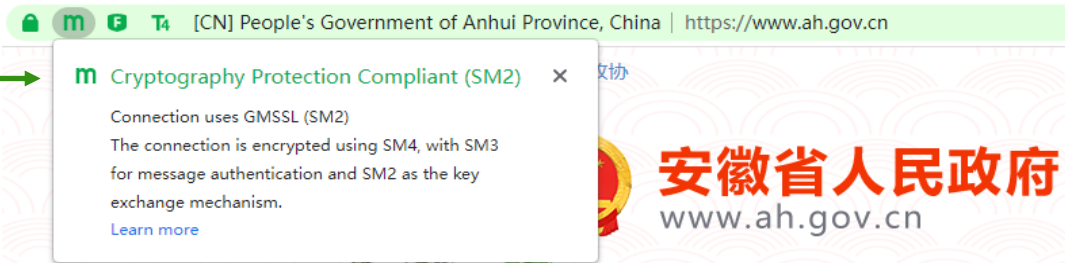 m F T4 [CN] People's Government of Anhui Province, China | https://www.ah.gov.cn
m Cryptography Protection Compliant (SM2) ×
政协
Connection uses GMSSL (SM2)
The connection is encrypted using SM4, with SM3
for message authentication and SM2 as the key
exchange mechanism.
Learn more
安徽省人民政府
www.ah.gov.cn